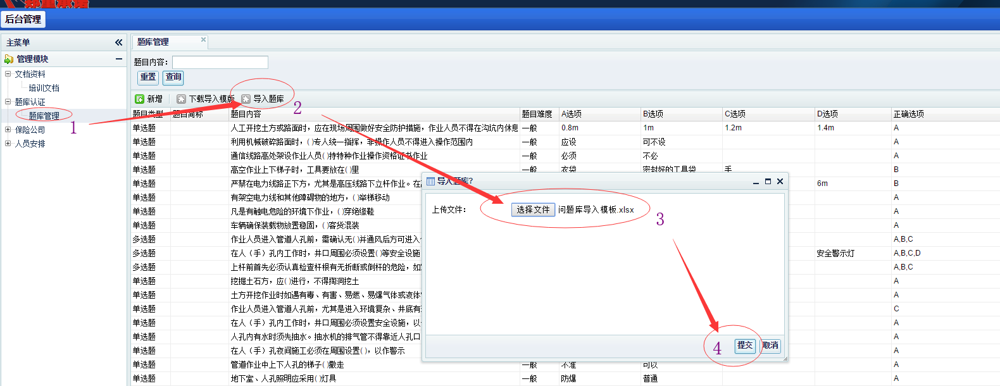 后台管理
主菜单
管理模块
文档资料
培训文档
题库认证
题库管理
保险公司
人员安排
题库管理
题目内容:
重置 查询
新增 下载导入模版 导入题库
题目类型 题目简称 题目内容 题目难度 A选项 B选项 C选项 D选项 正确选项
单选题 人工开挖土方或路面时，应在现场周围做好安全防护措施，作业人员不得在沟坑内休息 一般 0.8m 1m 1.2m 1.4m A
单选题 利用机械破碎路面时，()专人统一指挥，非操作人员不得进入操作范围内 一般 应设 可不设 A
单选题 通信线路高处架设作业人员()持特种作业操作资格证书作业 一般 必须 不必 A
单选题 高空作业上下梯子时，工具要放在()里 一般 衣袋 密封好的工具袋 手 B
单选题 严禁在电力线路正下方，尤其是高压线路下立杆作业。在 6m B
单选题 有架空电力线和其他障碍物的地方，()举梯移动 A
单选题 凡是有触电危险的环境下作业，()穿绝缘鞋 A
单选题 车辆确保装载物放置稳固，()客货混装 A
多选题 作业人员进入管道人孔前，需确认无()并通风后方可进入 A,B,C
多选题 在人（手）孔内工作时，井口周围必须设置()等安全设施 安全警示灯 A,B,C,D
多选题 上杆前首先必须认真检查杆根有无折断或倒杆的危险，如 A,B,C
单选题 挖掘土石方，应()进行，不得掏洞挖土 A
单选题 土方开挖作业时如遇有毒、有害、易燃、易爆气体或液体 A
单选题 作业人员进入管道人孔前，尤其是进入环境复杂、井底有 C
单选题 在人（手）孔内工作时，井口周围必须设置安全设施，以 A
单选题 人孔内有水时须先抽水。抽水机的排气管不得靠近人孔口 A
单选题 在人（手）孔夜间施工必须在周围设置()，以作警示 A
单选题 管道作业中上下人孔的梯子()撤走 一般 不准 可以 A
单选题 地下室、人孔照明应采用()灯具 一般 防爆 普通 A
导入题库?
上传文件： 选择文件 问题库导入模板.xlsx
提交 取消
1
2
3
4